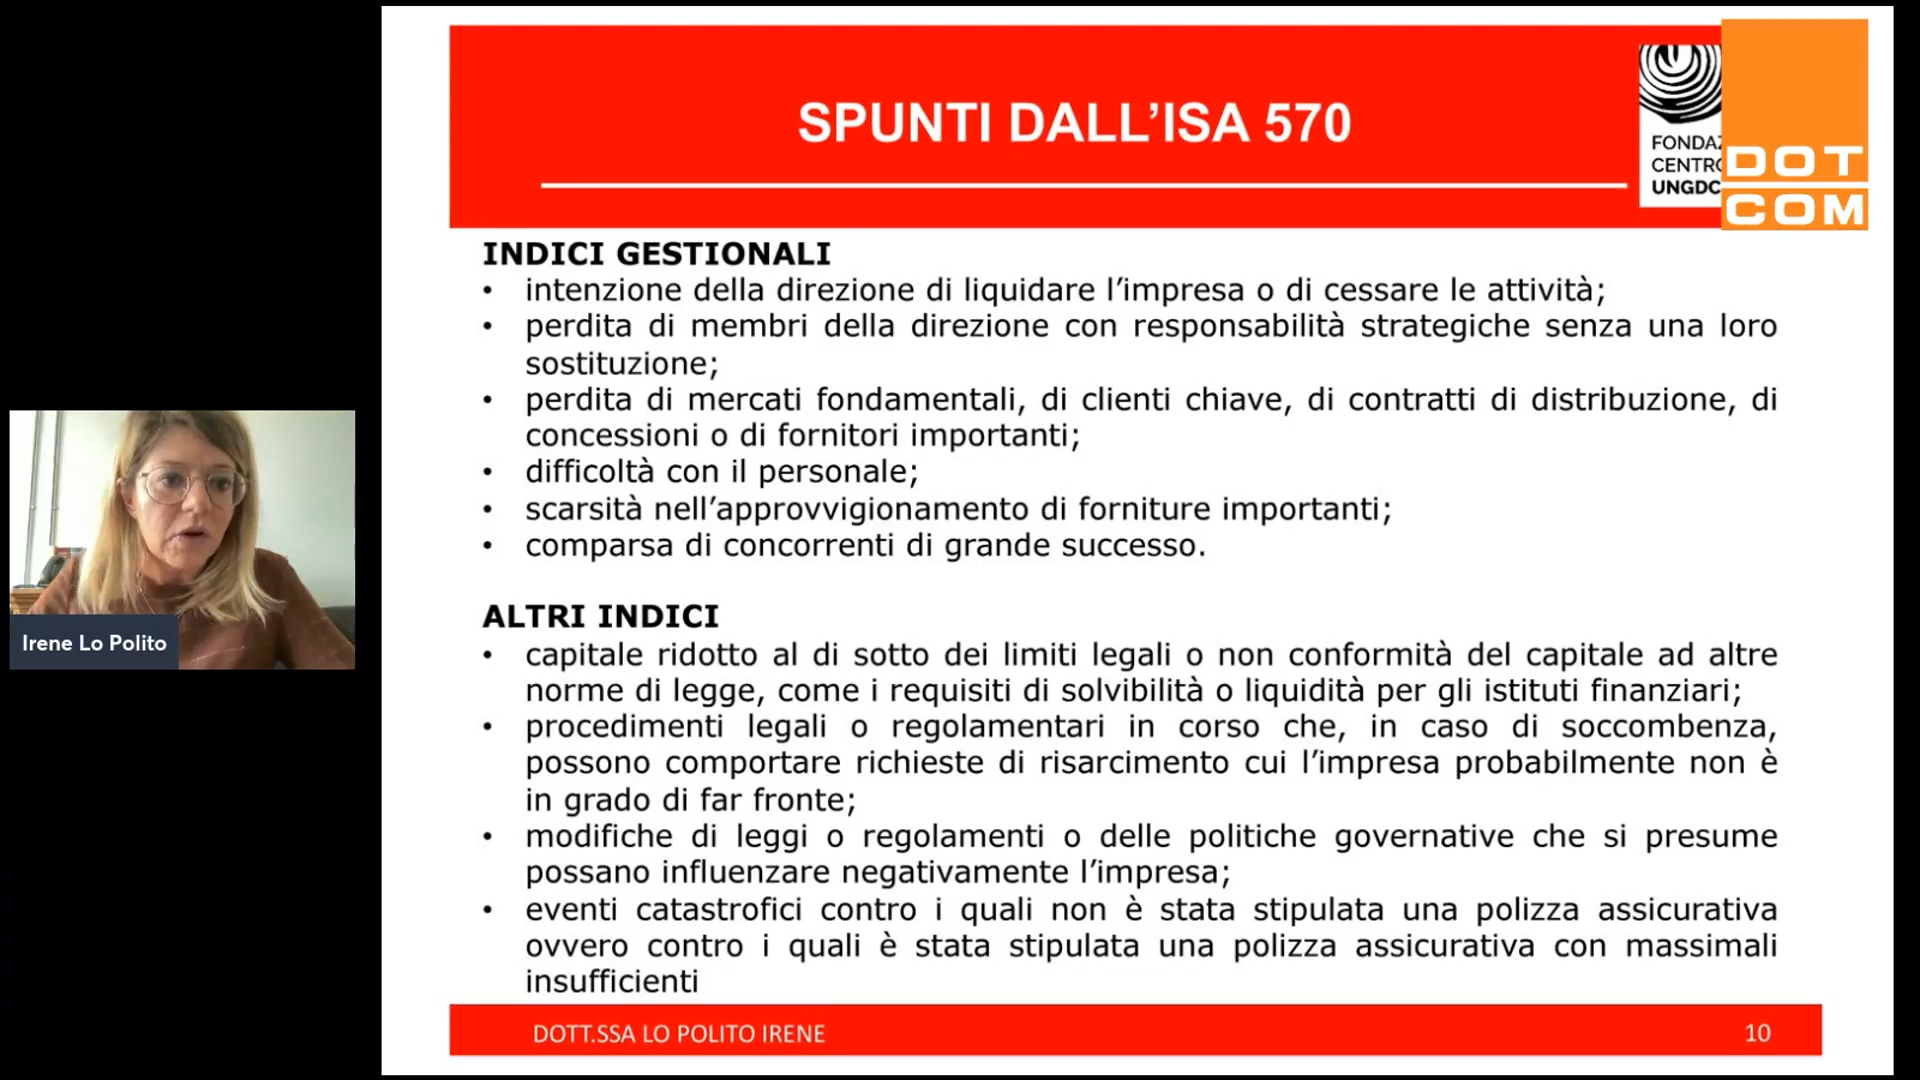 SPUNTI DALL’ISA 570
FONDAZ
CENTRO
UNGDC
DOT
COM
INDICI GESTIONALI
• intenzione della direzione di liquidare l’impresa o di cessare le attività;
• perdita di membri della direzione con responsabilità strategiche senza una loro
sostituzione;
• perdita di mercati fondamentali, di clienti chiave, di contratti di distribuzione, di
concessioni o di fornitori importanti;
• difficoltà con il personale;
• scarsità nell’approvvigionamento di forniture importanti;
• comparsa di concorrenti di grande successo.
ALTRI INDICI
• capitale ridotto al di sotto dei limiti legali o non conformità del capitale ad altre
norme di legge, come i requisiti di solvibilità o liquidità per gli istituti finanziari;
• procedimenti legali o regolamentari in corso che, in caso di soccombenza,
possono comportare richieste di risarcimento cui l’impresa probabilmente non è
in grado di far fronte;
• modifiche di leggi o regolamenti o delle politiche governative che si presume
possano influenzare negativamente l’impresa;
• eventi catastrofici contro i quali non è stata stipulata una polizza assicurativa
ovvero contro i quali è stata stipulata una polizza assicurativa con massimali
insufficienti
DOTT.SSA LO POLITO IRENE
10
Irene Lo Polito